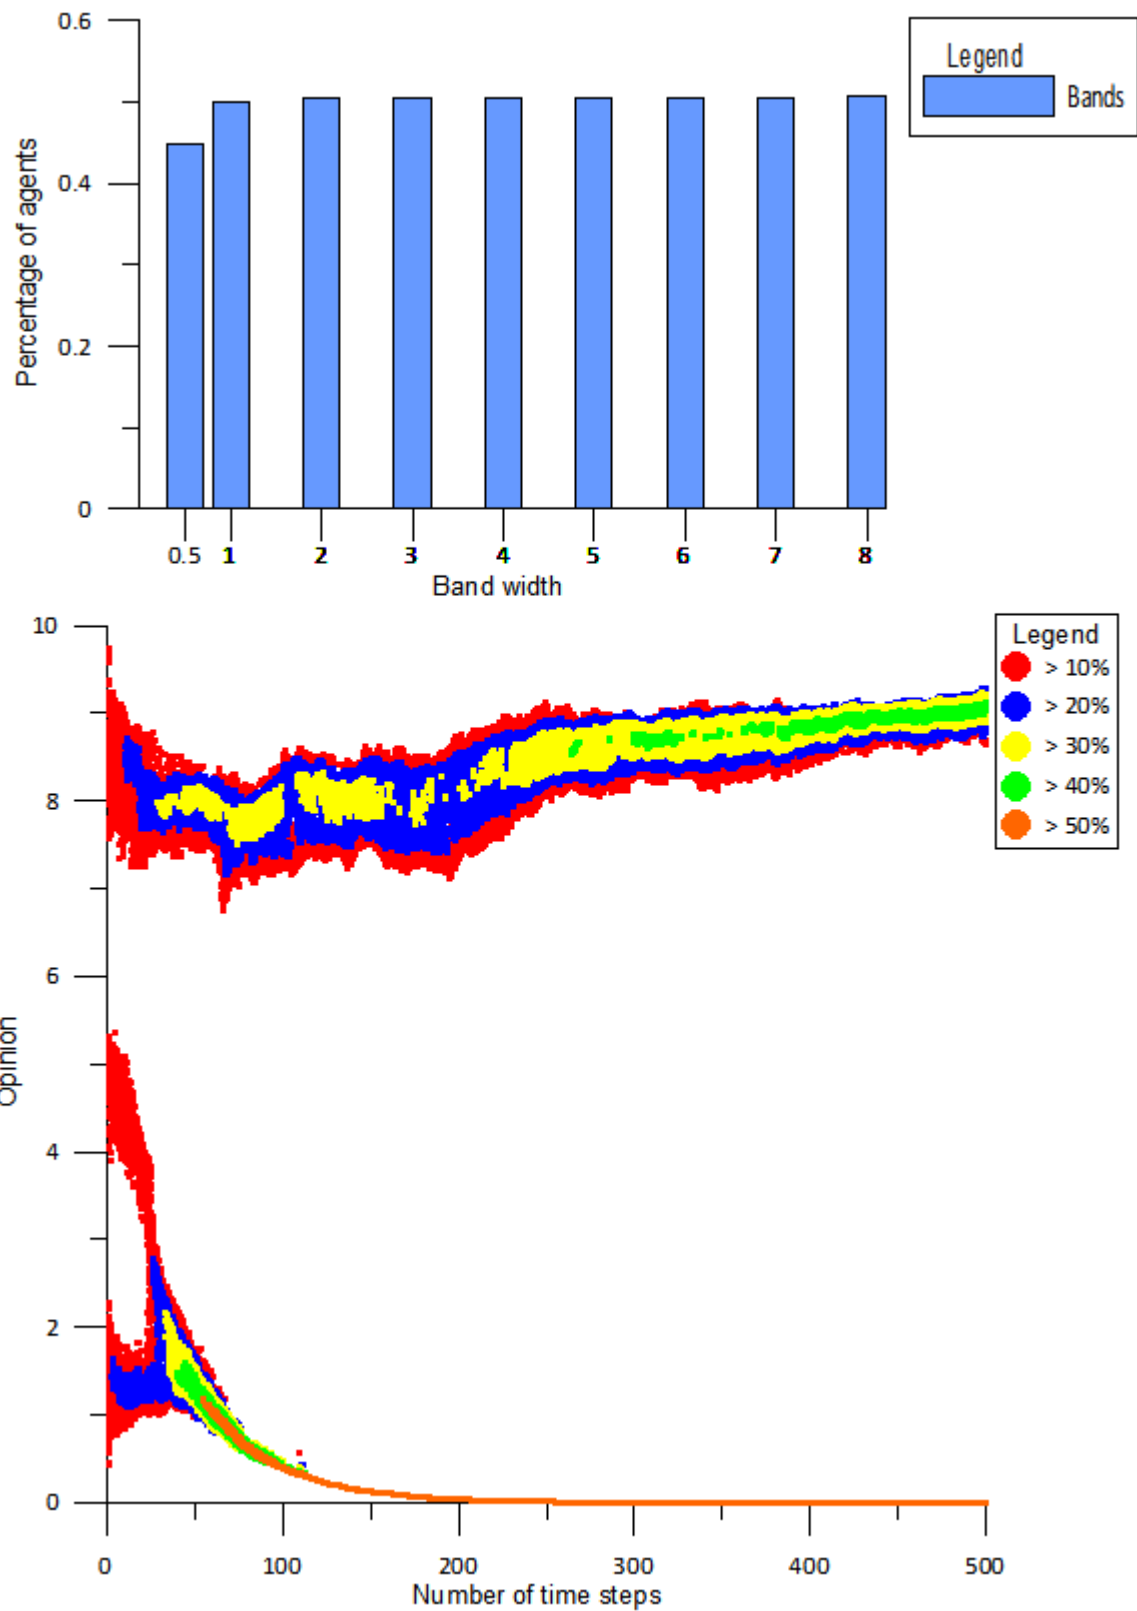 0.6
Legend
Bands
0.4
Percentage of agents
0.2
0
0.5 1 2 3 4 5 6 7 8
Band width
10
Legend
> 10%
> 20%
> 30%
> 40%
> 50%
8
6
Opinion
4
2
0
0 100 200 300 400 500
Number of time steps